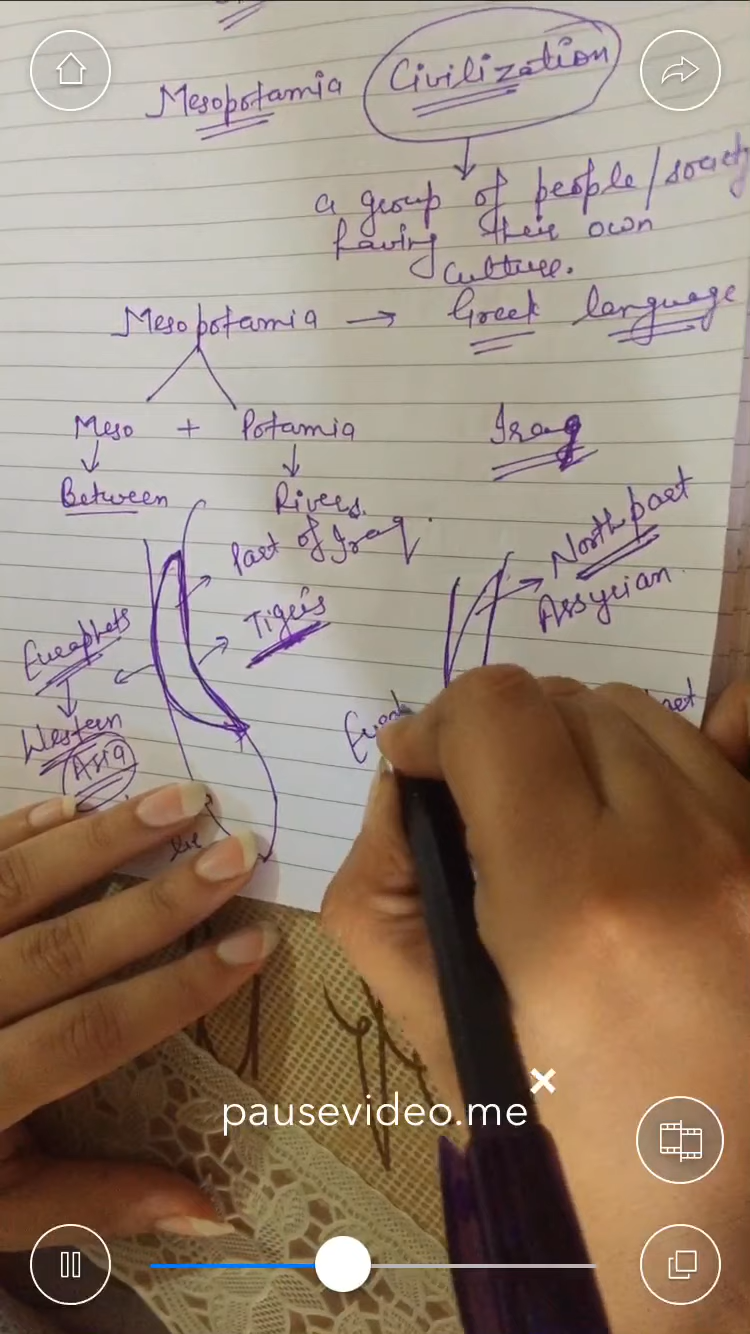 Mesopotamia Civilization
a group of people/society
having their own
culture.
Mesopotamia → Greek language
Meso + Potamia
Iraq
Between
Rivers.
Part of Iraq
North part
Assyrian
Tigris
Euraphets
Western
Asia
pausevideo.me